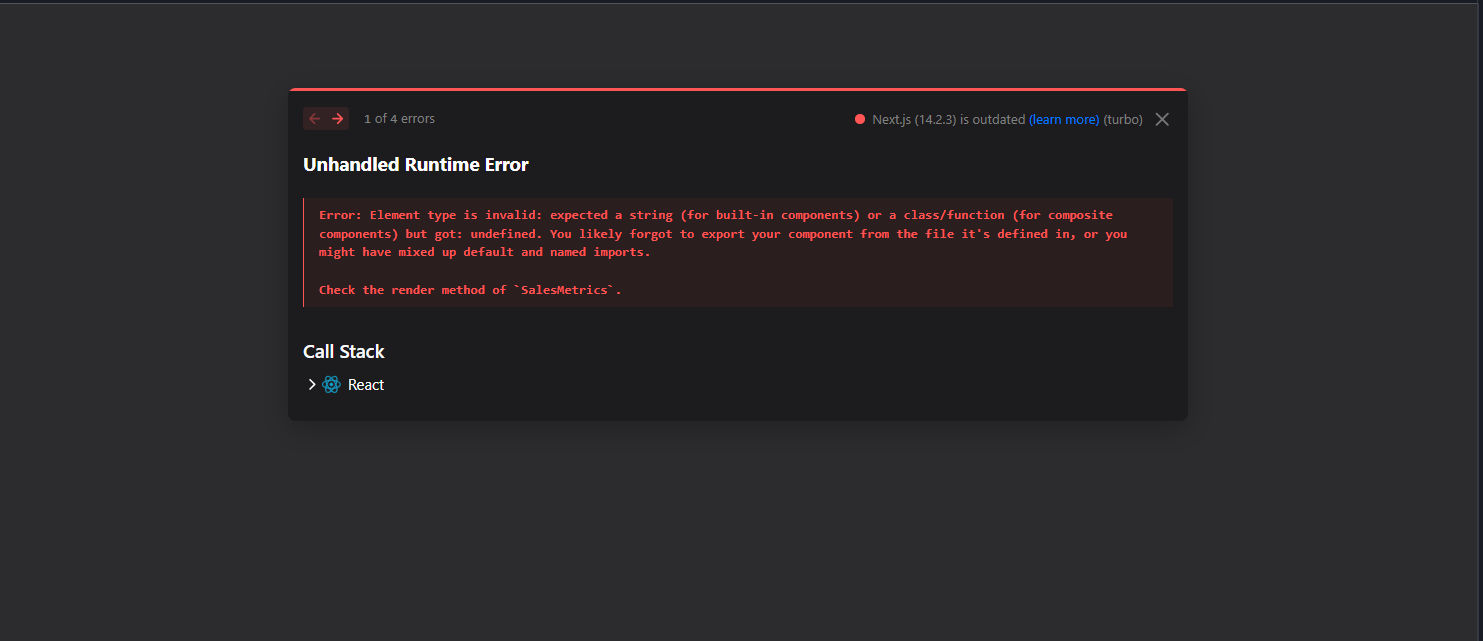 1 of 4 errors
Next.js (14.2.3) is outdated (learn more) (turbo)
Unhandled Runtime Error
Error: Element type is invalid: expected a string (for built-in components) or a class/function (for composite
components) but got: undefined. You likely forgot to export your component from the file it's defined in, or you
might have mixed up default and named imports.
Check the render method of `SalesMetrics`.
Call Stack
React